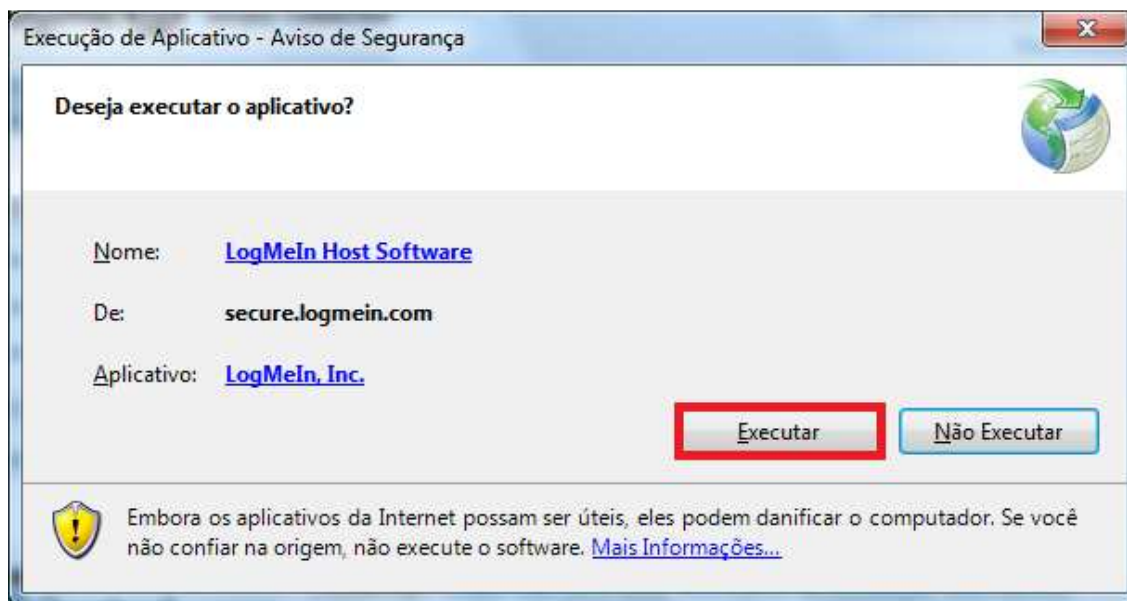 Execução de Aplicativo - Aviso de Segurança
Deseja executar o aplicativo?
Nome: LogMeIn Host Software
De: secure.logmein.com
Aplicativo: LogMeIn, Inc.
Executar Não Executar
Embora os aplicativos da Internet possam ser úteis, eles podem danificar o computador. Se você
não confiar na origem, não execute o software. Mais Informações...